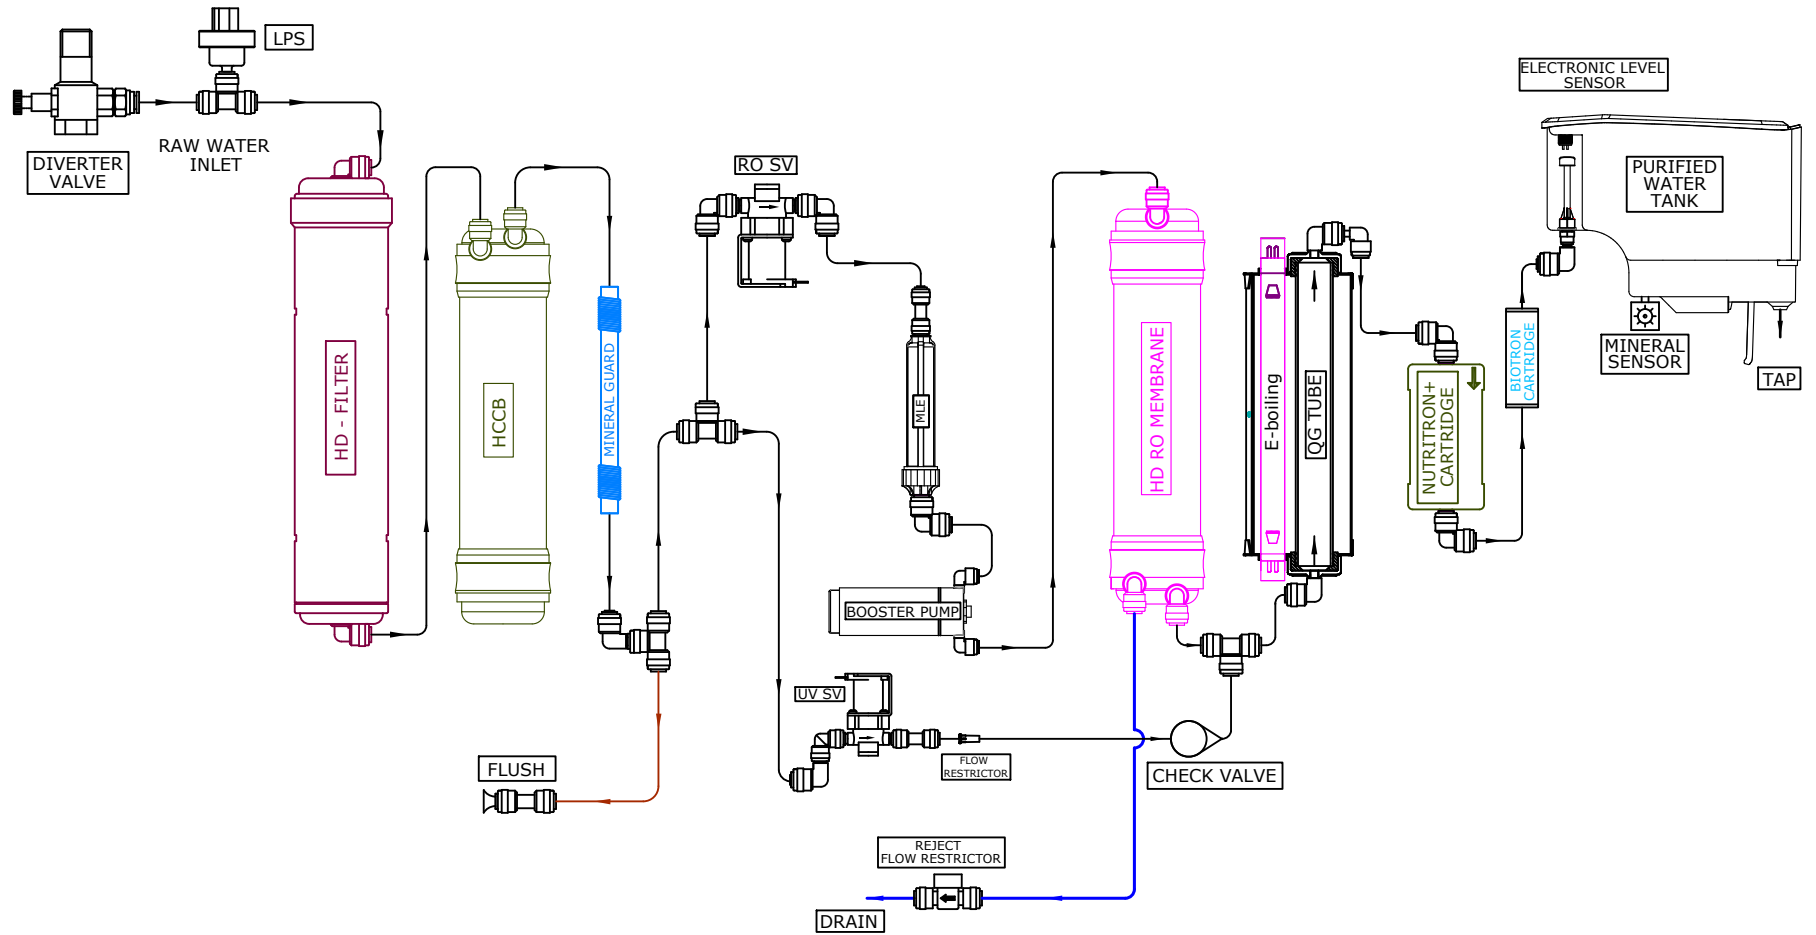 LPS
DIVERTER
VALVE
RAW WATER
INLET
HD - FILTER
HCCB
MINERAL GUARD
RO SV
MLE
BOOSTER PUMP
UV SV
FLOW
RESTRICTOR
FLUSH
CHECK VALVE
REJECT
FLOW RESTRICTOR
DRAIN
HD RO MEMBRANE
E-boiling
QG TUBE
NUTRITRON+
CARTRIDGE
BIOTRON
CARTRIDGE
ELECTRONIC LEVEL
SENSOR
PURIFIED
WATER
TANK
MINERAL
SENSOR
TAP